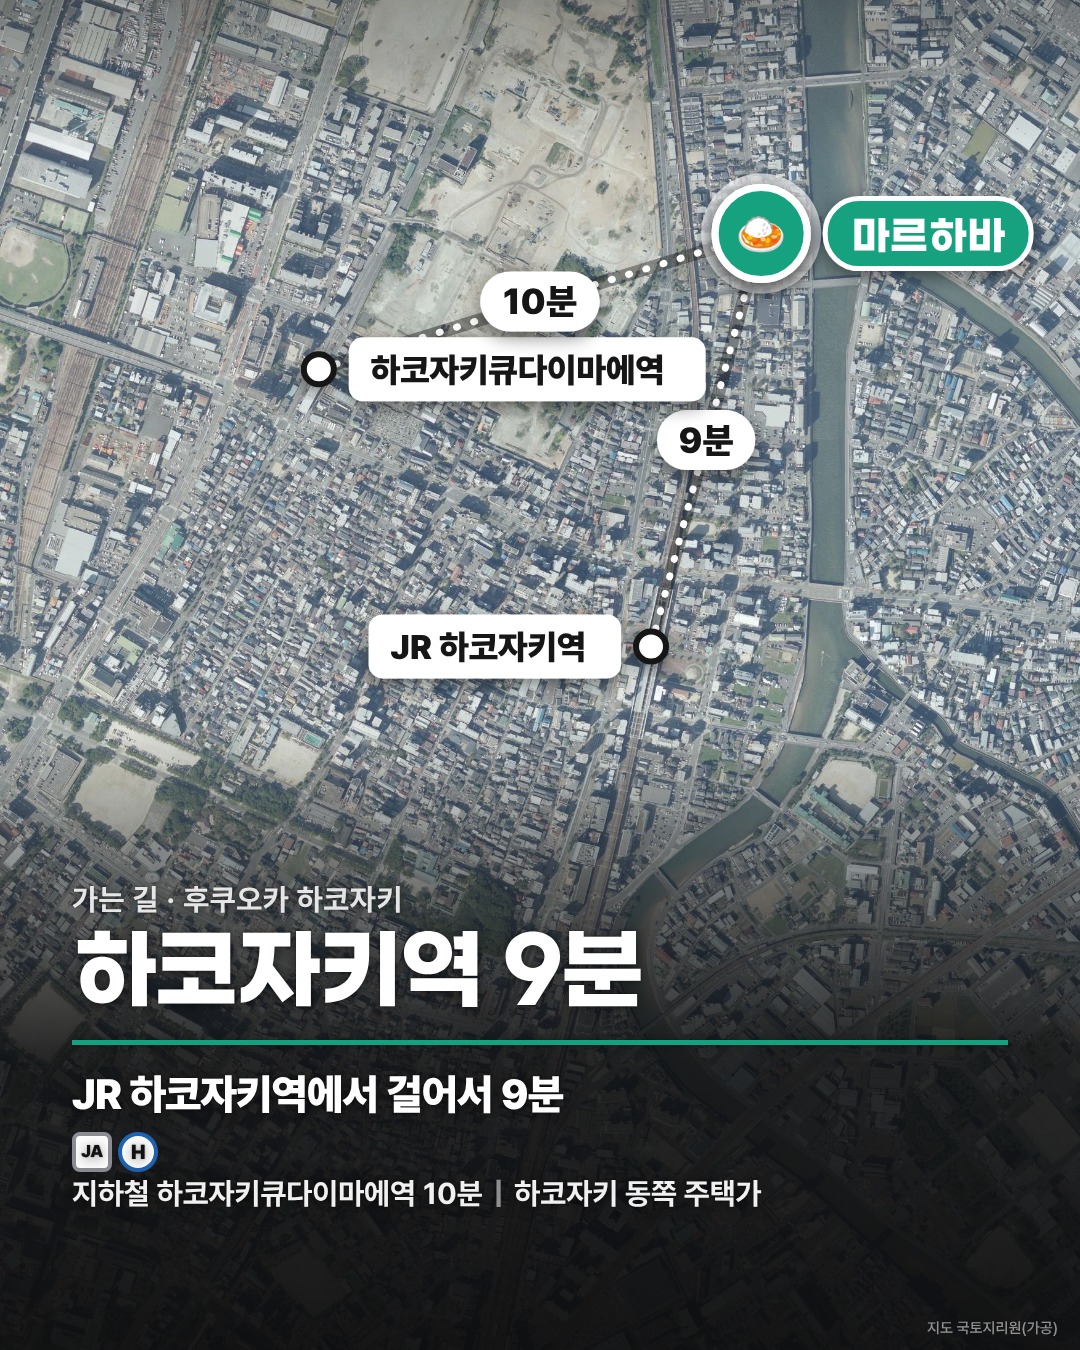 마르하바
10분
하코자키큐다이마에역
9분
JR 하코자키역
가는 길 · 후쿠오카 하코자키
하코자키역 9분
JR 하코자키역에서 걸어서 9분
JA H
지하철 하코자키큐다이마에역 10분 | 하코자키 동쪽 주택가
지도 국토지리원(가공)